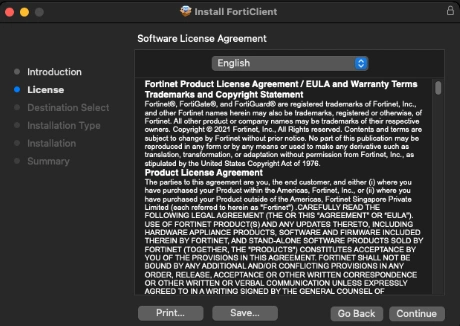 Install FortiClient
Software License Agreement
English
Introduction
License
Destination Select
Installation Type
Installation
Summary
Fortinet Product License Agreement / EULA and Warranty Terms
Trademarks and Copyright Statement
Fortinet®, FortiGate®, and FortiGuard® are registered trademarks of Fortinet, Inc.,
and other Fortinet names herein may also be trademarks, registered or otherwise, of
Fortinet. All other product or company names may be trademarks of their respective
owners. Copyright © 2021 Fortinet, Inc., All Rights reserved. Contents and terms are
subject to change by Fortinet without prior notice. No part of this publication may be
reproduced in any form or by any means or used to make any derivative such as
translation, transformation, or adaptation without permission from Fortinet, Inc., as
stipulated by the United States Copyright Act of 1976.
Product License Agreement
The parties to this agreement are you, the end customer, and either (i) where you
have purchased your Product within the Americas, Fortinet, Inc., or (ii) where you
have purchased your Product outside of the Americas, Fortinet Singapore Private
Limited (each referred to herein as "Fortinet") .CAREFULLY READ THE
FOLLOWING LEGAL AGREEMENT (THE OR THIS "AGREEMENT" OR "EULA").
USE OF FORTINET PRODUCT(S) AND ANY UPDATES THERETO, INCLUDING
HARDWARE APPLIANCE PRODUCTS, SOFTWARE AND FIRMWARE INCLUDED
THEREIN BY FORTINET, AND STAND-ALONE SOFTWARE PRODUCTS SOLD BY
FORTINET (TOGETHER, THE "PRODUCTS") CONSTITUTES ACCEPTANCE BY
YOU OF THE PROVISIONS IN THIS AGREEMENT. FORTINET SHALL NOT BE
BOUND BY ANY ADDITIONAL AND/OR CONFLICTING PROVISIONS IN ANY
ORDER, RELEASE, ACCEPTANCE OR OTHER WRITTEN CORRESPONDENCE
OR OTHER WRITTEN OR VERBAL COMMUNICATION UNLESS EXPRESSLY
AGREED TO IN A WRITING SIGNED BY THE GENERAL COUNSEL OF
Print...
Save...
Go Back
Continue